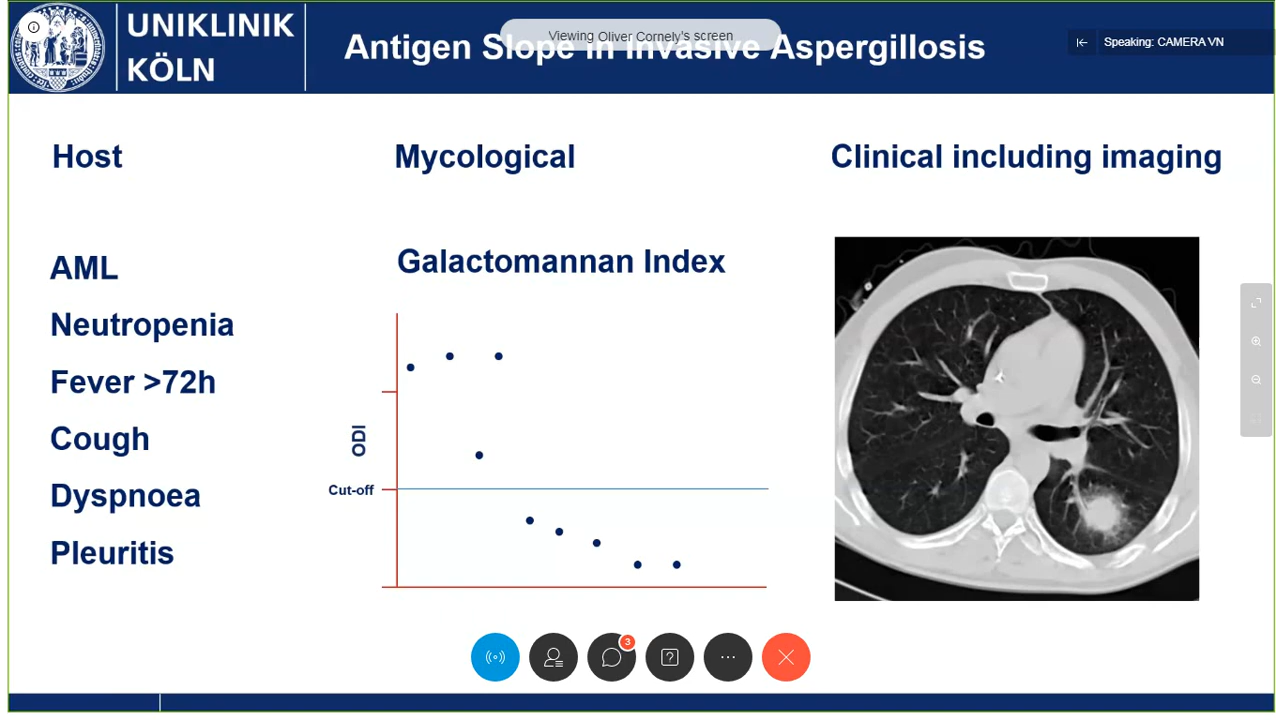 UNIKLINIK
KÖLN
Antigen Slope in Invasive Aspergillosis
Viewing Oliver Cornely's screen
Speaking: CAMERA VN
Host
Mycological
Clinical including imaging
AML
Neutropenia
Fever >72h
Cough
Dyspnoea
Pleuritis
Galactomannan Index
ODI
Cut-off
3